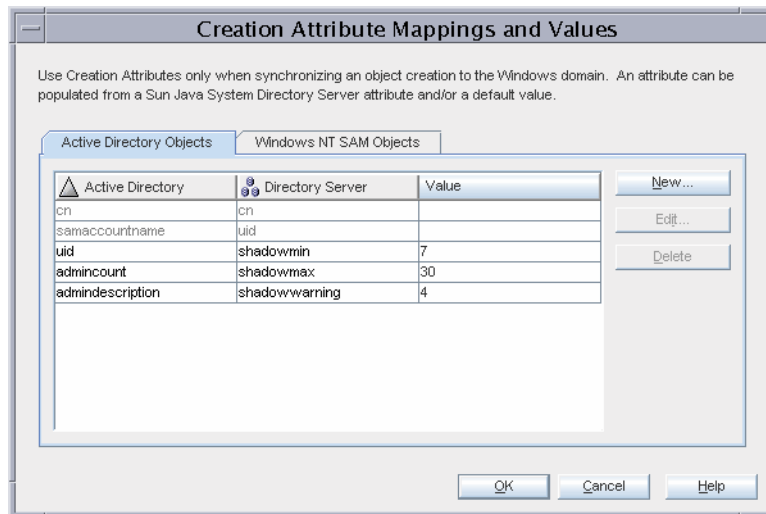 Creation Attribute Mappings and Values
Use Creation Attributes only when synchronizing an object creation to the Windows domain. An attribute can be
populated from a Sun Java System Directory Server attribute and/or a default value.
Active Directory Objects Windows NT SAM Objects
Active Directory Directory Server Value
cn cn
samaccountname uid
uid shadowmin 7
admincount shadowmax 30
admindescription shadowwarning 4
New...
Edit...
Delete
OK Cancel Help